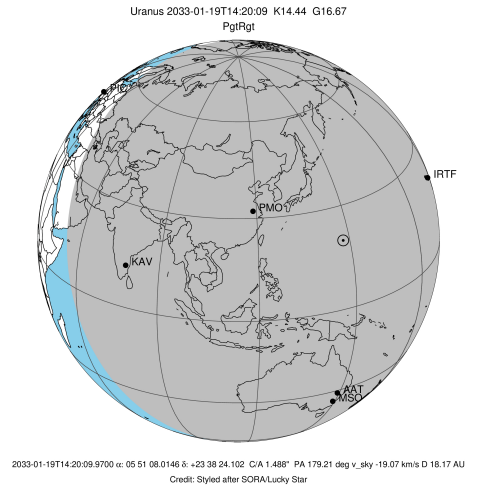 Uranus 2033-01-19T14:20:09 K14.44 G16.67
PgtRgt
PIC
IRTF
PMO
KAV
AAT
MSO
2033-01-19T14:20:09.9700 α: 05 51 08.0146 δ: +23 38 24.102 C/A 1.488" PA 179.21 deg v_sky -19.07 km/s D 18.17 AU
Credit: Styled after SORA/Lucky Star